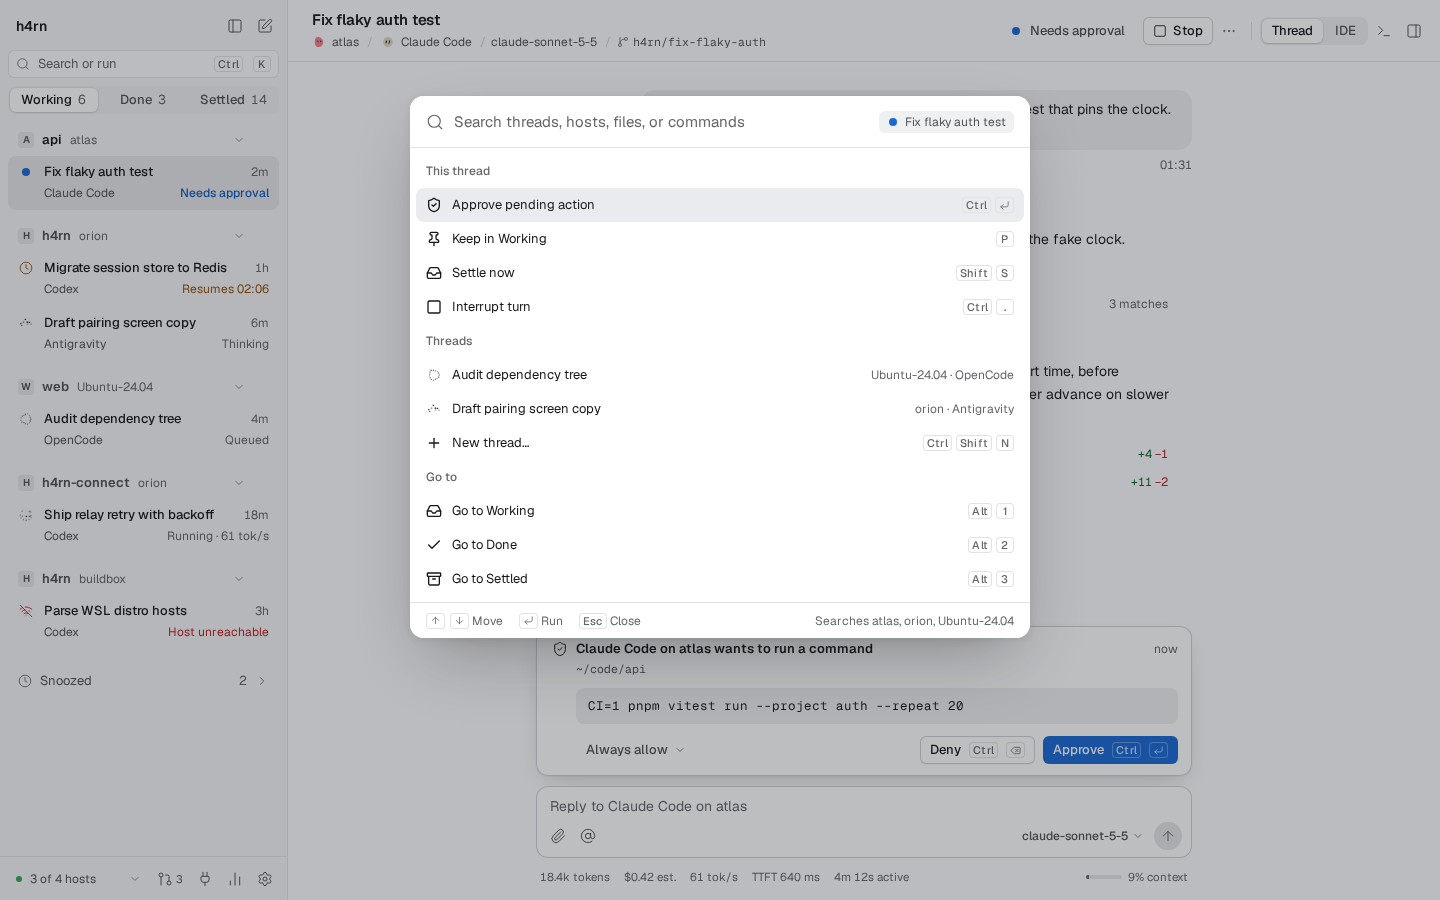 h4rn
Search or run Ctrl K
Working 6 Done 3 Settled 14
A api atlas
Fix flaky auth test 2m
Claude Code Needs approval
H h4rn orion
Migrate session store to Redis 1h
Codex Resumes 02:06
Draft pairing screen copy 6m
Antigravity Thinking
W web Ubuntu-24.04
Audit dependency tree 4m
OpenCode Queued
H h4rn-connect orion
Ship relay retry with backoff 18m
Codex Running · 61 tok/s
H h4rn buildbox
Parse WSL distro hosts 3h
Codex Host unreachable
Snoozed 2
3 of 4 hosts 3
Fix flaky auth test
atlas / Claude Code / claude-sonnet-5-5 / h4rn/fix-flaky-auth
Needs approval Stop ··· Thread IDE
est that pins the clock.
01:31
the fake clock.
3 matches
rt time, before
er advance on slower
+4 −1
+11 −2
Search threads, hosts, files, or commands Fix flaky auth test
This thread
Approve pending action Ctrl
Keep in Working P
Settle now Shift S
Interrupt turn Ctrl .
Threads
Audit dependency tree Ubuntu-24.04 · OpenCode
Draft pairing screen copy orion · Antigravity
New thread… Ctrl Shift N
Go to
Go to Working Alt 1
Go to Done Alt 2
Go to Settled Alt 3
Move Run Esc Close Searches atlas, orion, Ubuntu-24.04
Claude Code on atlas wants to run a command now
~/code/api
CI=1 pnpm vitest run --project auth --repeat 20
Always allow Deny Ctrl Approve Ctrl
Reply to Claude Code on atlas
claude-sonnet-5-5
18.4k tokens $0.42 est. 61 tok/s TTFT 640 ms 4m 12s active 9% context